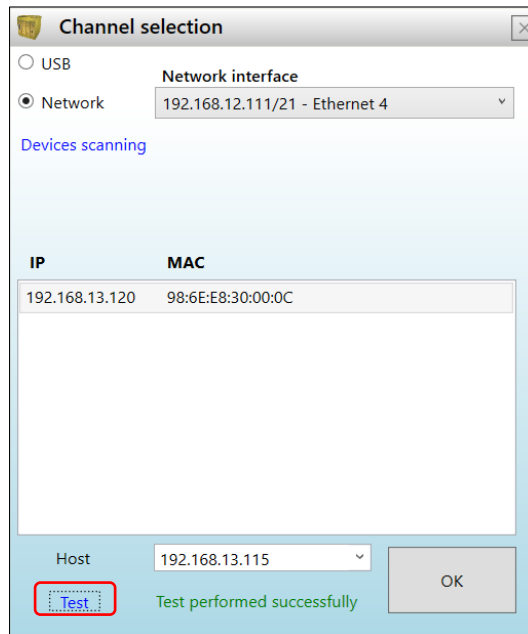 Channel selection
USB
Network interface
Network
192.168.12.111/21 - Ethernet 4
Devices scanning
IP MAC
192.168.13.120 98:6E:E8:30:00:0C
Host 192.168.13.115
OK
Test Test performed successfully